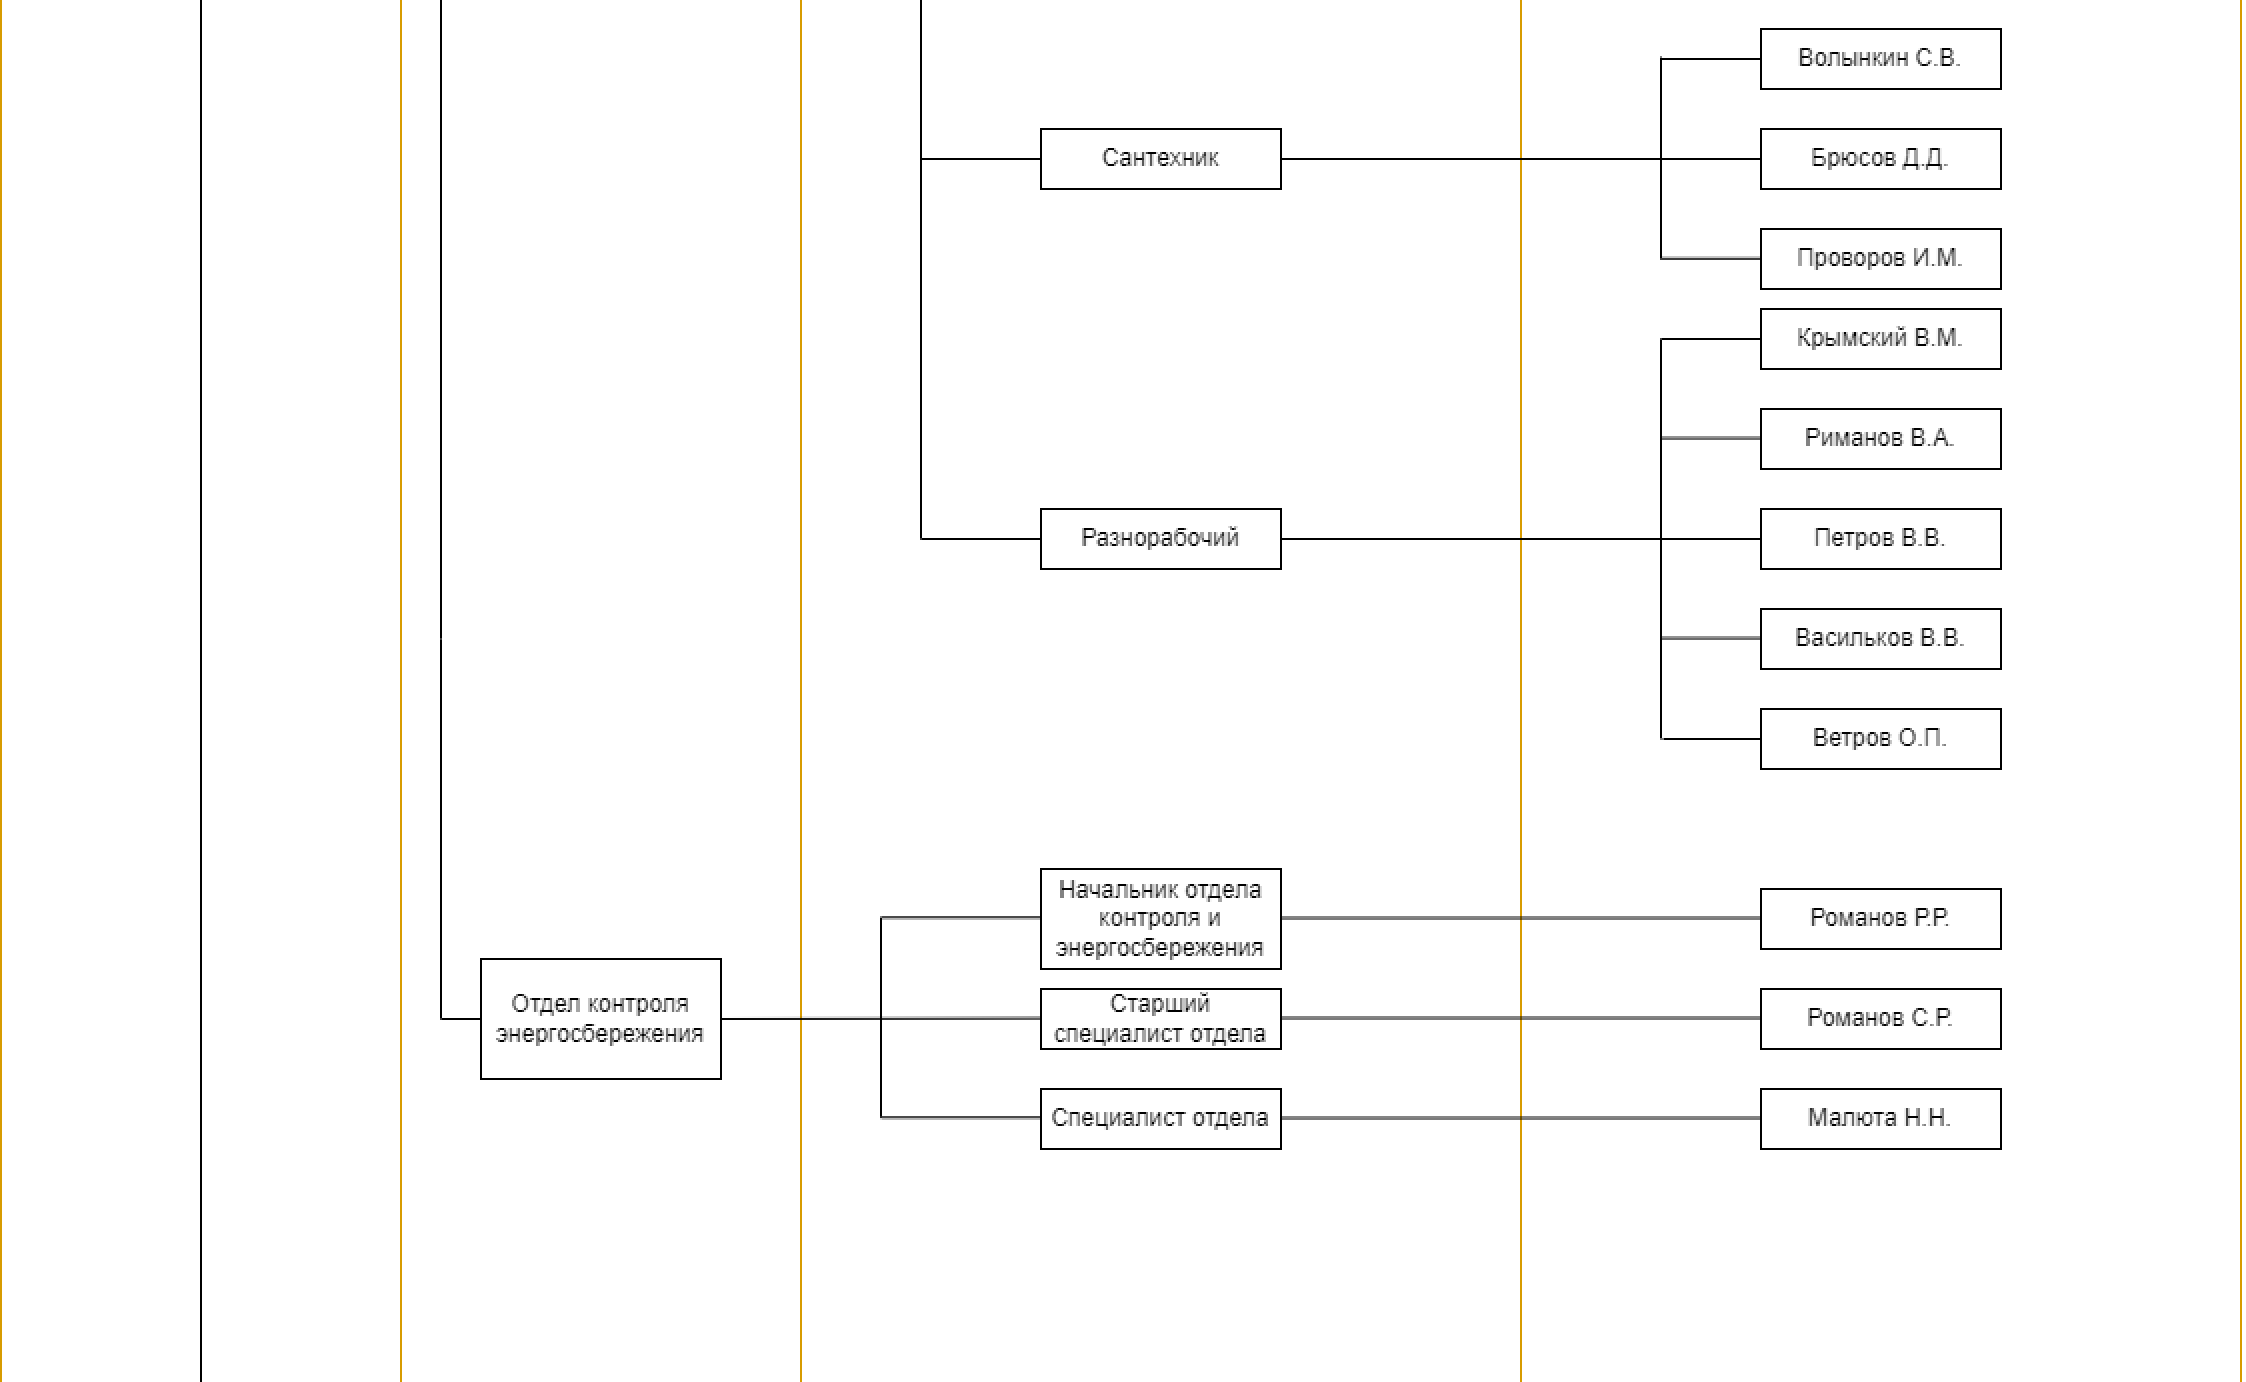 Волынкин С.В.
Сантехник
Брюсов Д.Д.
Проворов И.М.
Крымский В.М.
Риманов В.А.
Разнорабочий
Петров В.В.
Васильков В.В.
Ветров О.П.
Начальник отдела
контроля и
энергосбережения
Романов Р.Р.
Отдел контроля
энергосбережения
Старший
специалист отдела
Романов С.Р.
Специалист отдела
Малюта Н.Н.